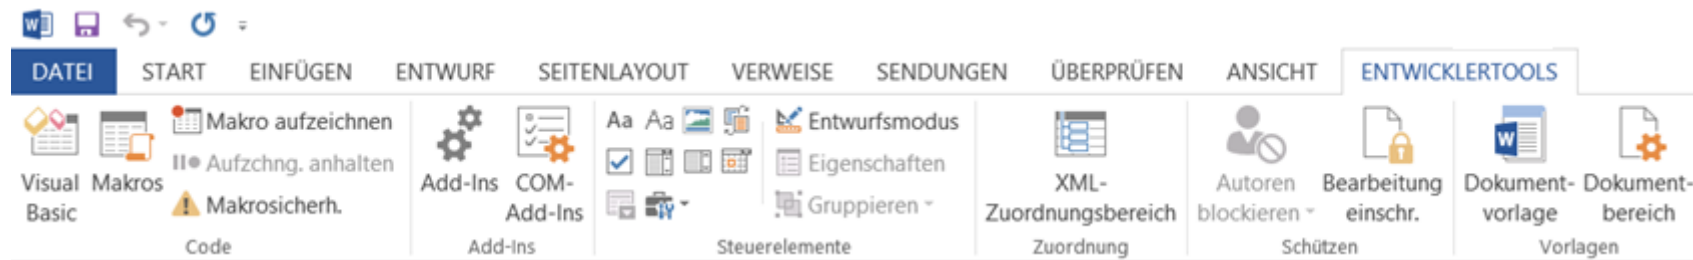 DATEI START EINFÜGEN ENTWURF SEITENLAYOUT VERWEISE SENDUNGEN ÜBERPRÜFEN ANSICHT ENTWICKLERTOOLS
Visual
Basic
Makros
Makro aufzeichnen
Aufzchng. anhalten
Makrosicherh.
Code
Add-Ins
COM-
Add-Ins
Add-Ins
Aa Aa
Entwurfsmodus
Eigenschaften
Gruppieren
Steuerelemente
XML-
Zuordnungsbereich
Zuordnung
Autoren
blockieren
Bearbeitung
einschr.
Schützen
Dokument-
vorlage
Dokument-
bereich
Vorlagen